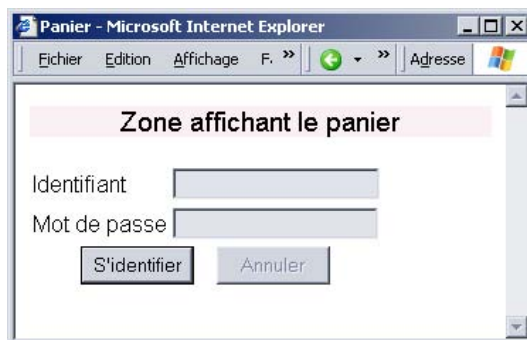 Panier - Microsoft Internet Explorer
Fichier Edition Affichage F. » » Adresse
Zone affichant le panier
Identifiant
Mot de passe
S'identifier Annuler